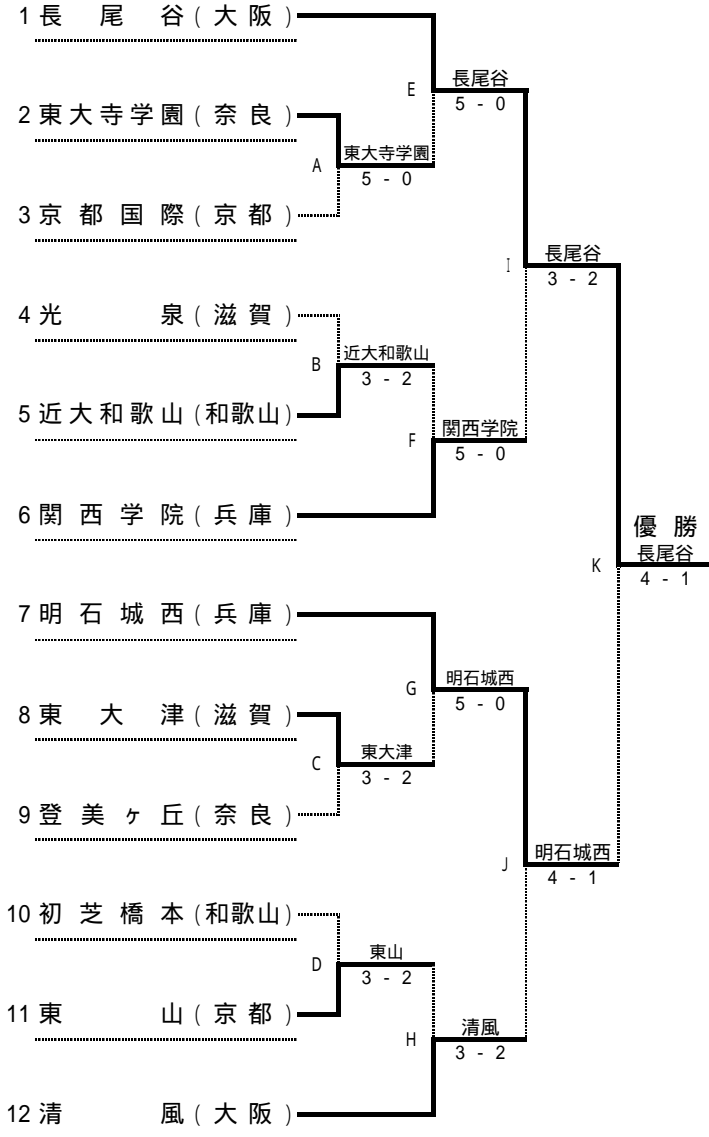 1 長尾谷(大阪)
E 長尾谷
5 - 0
2 東大寺学園(奈良)
A 東大寺学園
5 - 0
3 京都国際(京都)
I 長尾谷
3 - 2
4 光泉(滋賀)
B 近大和歌山
3 - 2
5 近大和歌山(和歌山)
F 関西学院
5 - 0
6 関西学院(兵庫)
優勝
K 長尾谷
4 - 1
7 明石城西(兵庫)
G 明石城西
5 - 0
8 東大津(滋賀)
C 東大津
3 - 2
9 登美ヶ丘(奈良)
J 明石城西
4 - 1
10 初芝橋本(和歌山)
D 東山
3 - 2
11 東山(京都)
H 清風
3 - 2
12 清風(大阪)